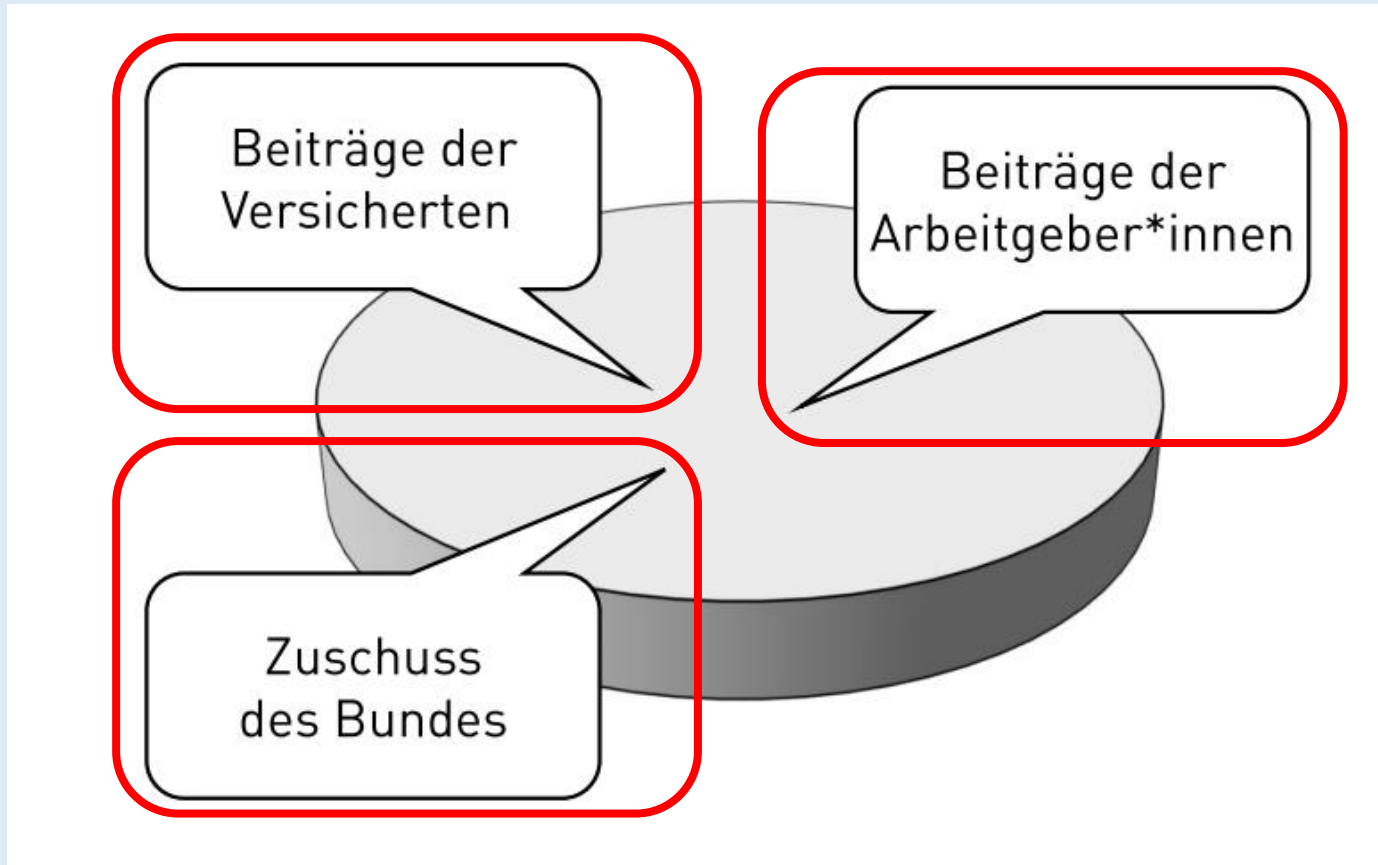 Beiträge der
Versicherten
Beiträge der
Arbeitgeber*innen
Zuschuss
des Bundes